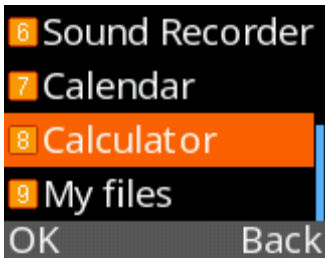 6 Sound Recorder
7 Calendar
8 Calculator
9 My files
OK Back